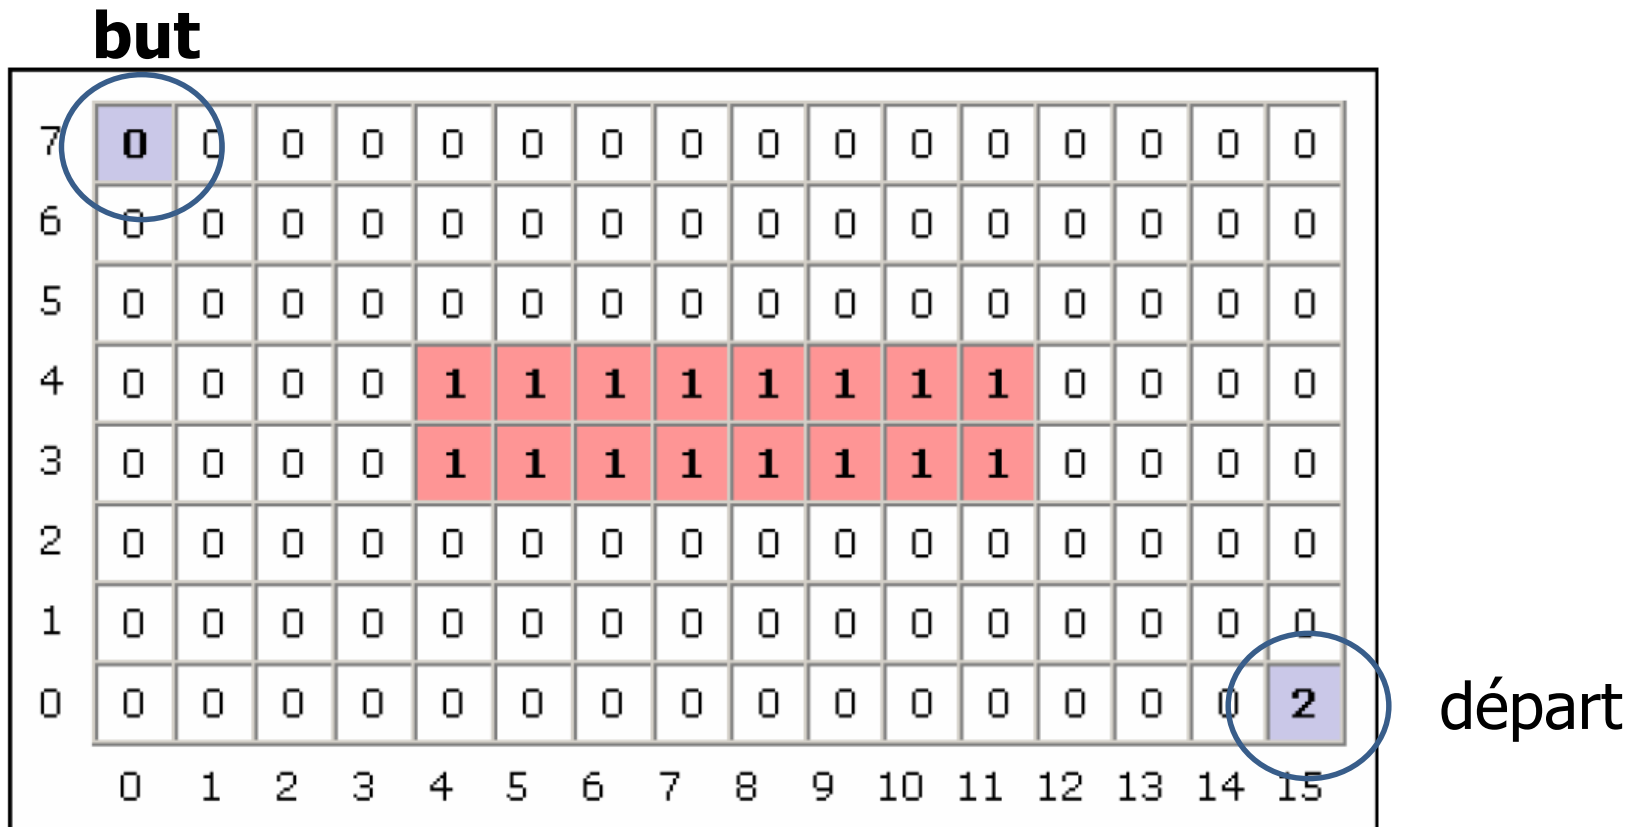 but
7 0 0 0 0 0 0 0 0 0 0 0 0 0 0 0 0
6 0 0 0 0 0 0 0 0 0 0 0 0 0 0 0 0
5 0 0 0 0 0 0 0 0 0 0 0 0 0 0 0 0
4 0 0 0 0 1 1 1 1 1 1 1 1 0 0 0 0
3 0 0 0 0 1 1 1 1 1 1 1 1 0 0 0 0
2 0 0 0 0 0 0 0 0 0 0 0 0 0 0 0 0
1 0 0 0 0 0 0 0 0 0 0 0 0 0 0 0 0
0 0 0 0 0 0 0 0 0 0 0 0 0 0 0 0 2 départ
0 1 2 3 4 5 6 7 8 9 10 11 12 13 14 15